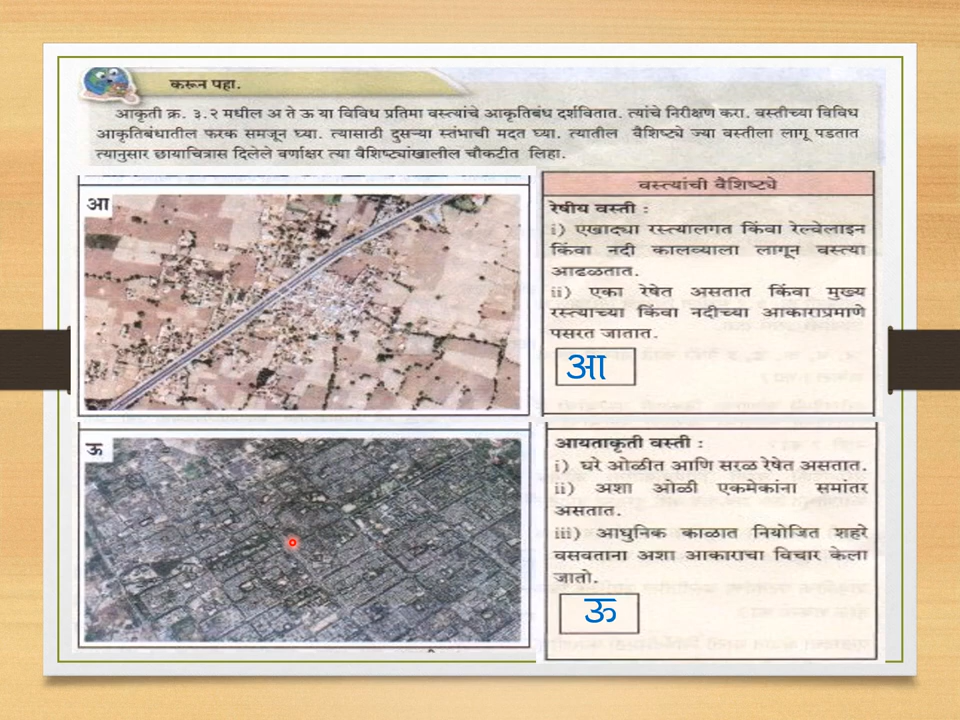 करून पहा.
आकृती क्र. ३.२ मधील अ ते ऊ या विविध प्रतिमा वस्त्यांचे आकृतिबंध दर्शवितात. त्यांचे निरीक्षण करा. वस्तीच्या विविध
आकृतिबंधातील फरक समजून घ्या. त्यासाठी दुसऱ्या स्तंभाची मदत घ्या. त्यातील वैशिष्ट्ये ज्या वस्तीला लागू पडतात
त्यानुसार छायाचित्रास दिलेले वर्णाक्षर त्या वैशिष्ट्यांखालील चौकटीत लिहा.
आ
वस्त्यांची वैशिष्ट्ये
रेषीय वस्ती :
i) एखाद्या रस्त्यालगत किंवा रेल्वेलाइन
किंवा नदी कालव्याला लागून वस्त्या
आढळतात.
ii) एका रेषेत असतात किंवा मुख्य
रस्त्याच्या किंवा नदीच्या आकाराप्रमाणे
पसरत जातात.
आ
ऊ
आयताकृती वस्ती :
i) घरे ओळीत आणि सरळ रेषेत असतात.
ii) अशा ओळी एकमेकांना समांतर
असतात.
iii) आधुनिक काळात नियोजित शहरे
वसवताना अशा आकाराचा विचार केला
जातो.
ऊ